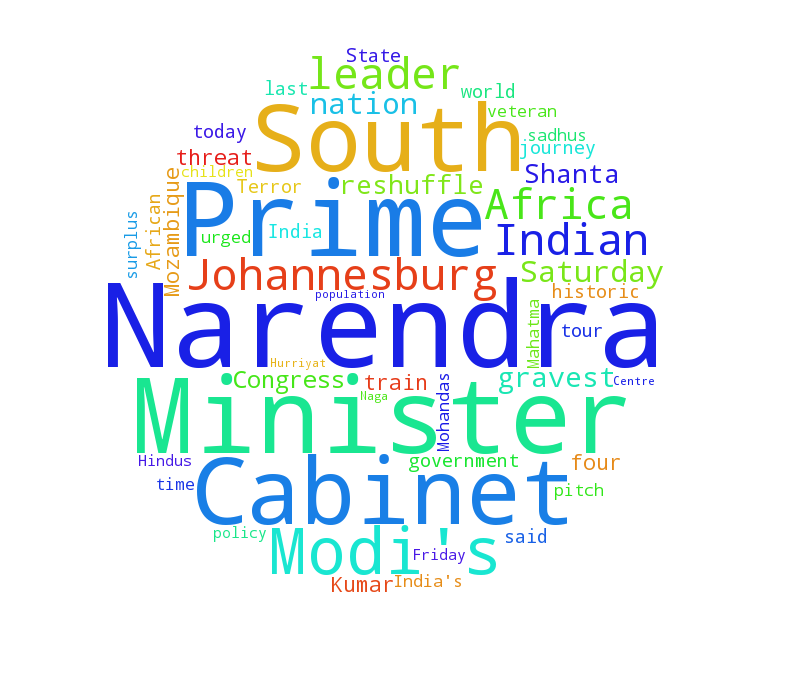 State
leader
last
world
nation
veteran
South
today
sadhus
journey
threat
children
Shanta
Terror
reshuffle
Prime
Africa
Mozambique
African
surplus
urged
India
Indian
Johannesburg
Saturday
population
historic
Narendra
Mahatma
tour
Hurriyat
Congress
train
gravest
Centre
Naga
Minister
Mohandas
Hindus
government
four
time
Cabinet
pitch
policy
Modi's
said
Friday
Kumar
India's